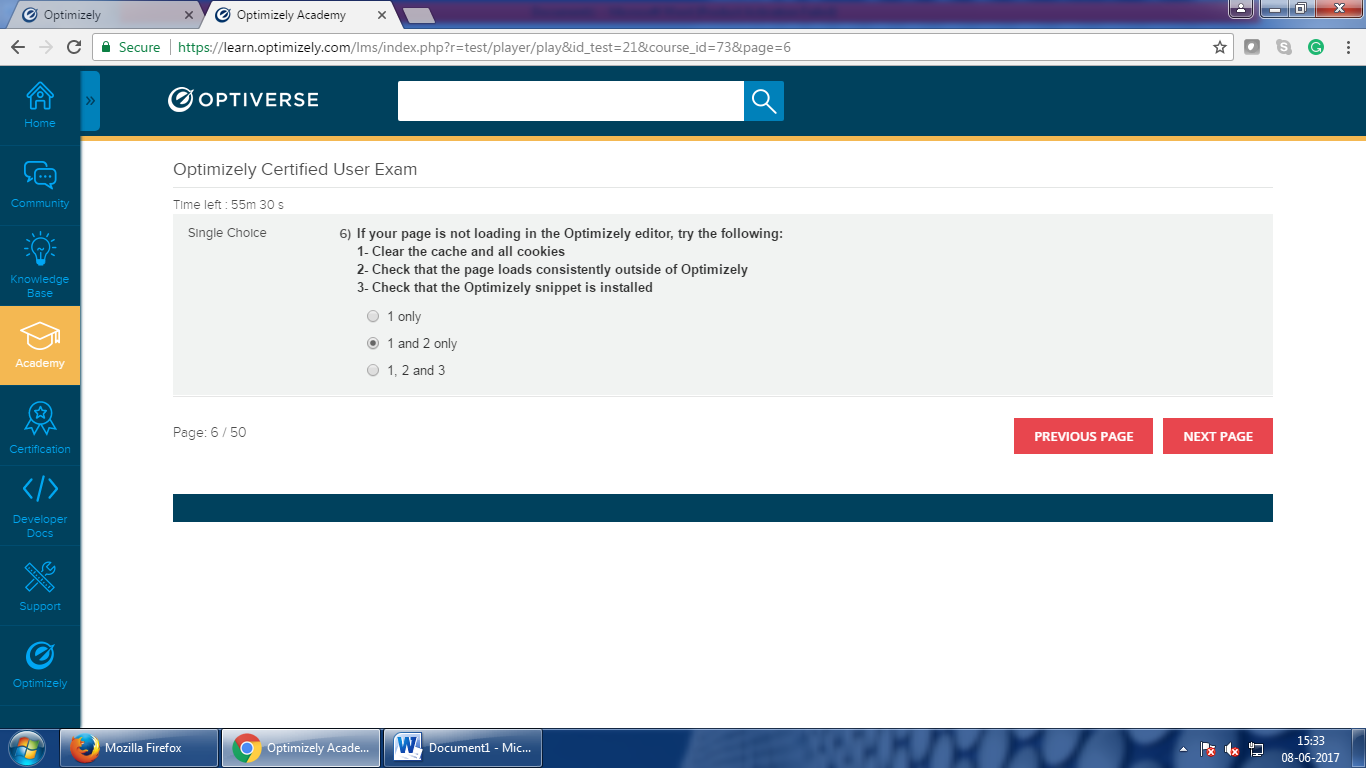 Optimizely
Optimizely Academy
Secure
https://learn.optimizely.com/lms/index.php?r=test/player/play&id_test=21&course_id=73&page=6
Home
Community
Knowledge
Base
Academy
Certification
Developer
Docs
Support
Optimizely
OPTIVERSE
Optimizely Certified User Exam
Time left : 55m 30 s
Single Choice
6) If your page is not loading in the Optimizely editor, try the following:
1- Clear the cache and all cookies
2- Check that the page loads consistently outside of Optimizely
3- Check that the Optimizely snippet is installed
1 only
1 and 2 only
1, 2 and 3
Page: 6 / 50
PREVIOUS PAGE
NEXT PAGE
Mozilla Firefox
Optimizely Acade...
Document1 - Mic...
15:33
08-06-2017